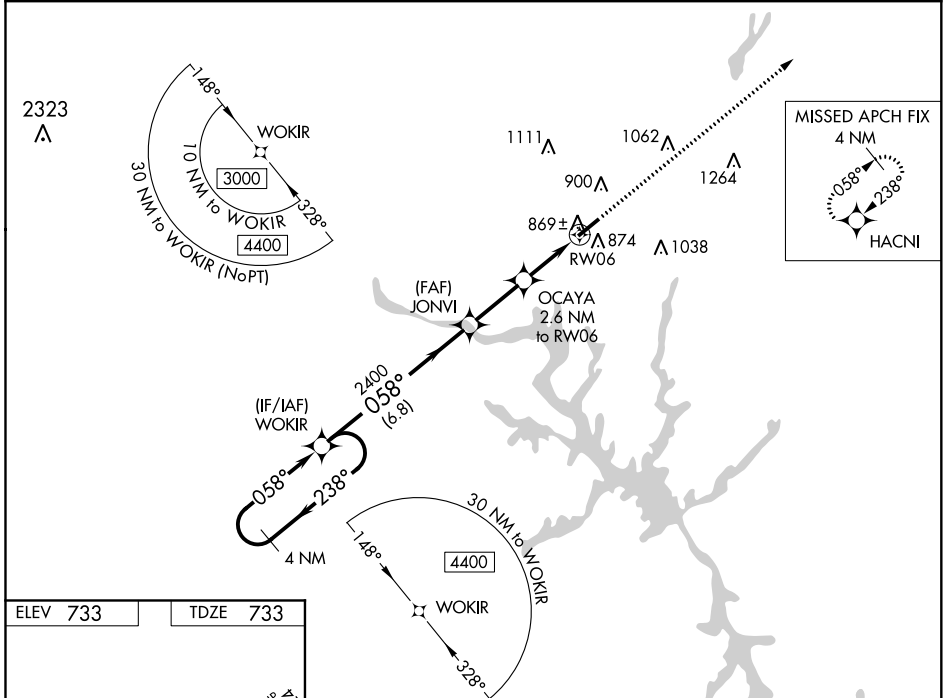 2323
148°
WOKIR
10 NM to WOKIR
3000
328°
30 NM to WOKIR (NoPT)
4400
1111
1062
1264
900
869±
874
1038
RW06
MISSED APCH FIX
4 NM
058°
238°
HACNI
(FAF)
JONVI
OCAYA
2.6 NM
to RW06
2400
058°
(6.8)
(IF/IAF)
WOKIR
058°
238°
4 NM
30 NM to WOKIR
148°
4400
WOKIR
328°
ELEV 733
TDZE 733